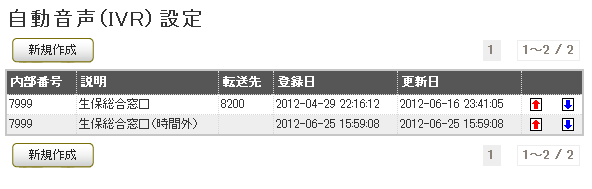 自動音声(IVR) 設定
新規作成 1 1～2 / 2
内部番号 説明 転送先 登録日 更新日
7999 生保総合窓口 8200 2012-04-29 22:16:12 2012-06-16 23:41:05
7999 生保総合窓口(時間外) 2012-06-25 15:59:08 2012-06-25 15:59:08
新規作成 1 1～2 / 2